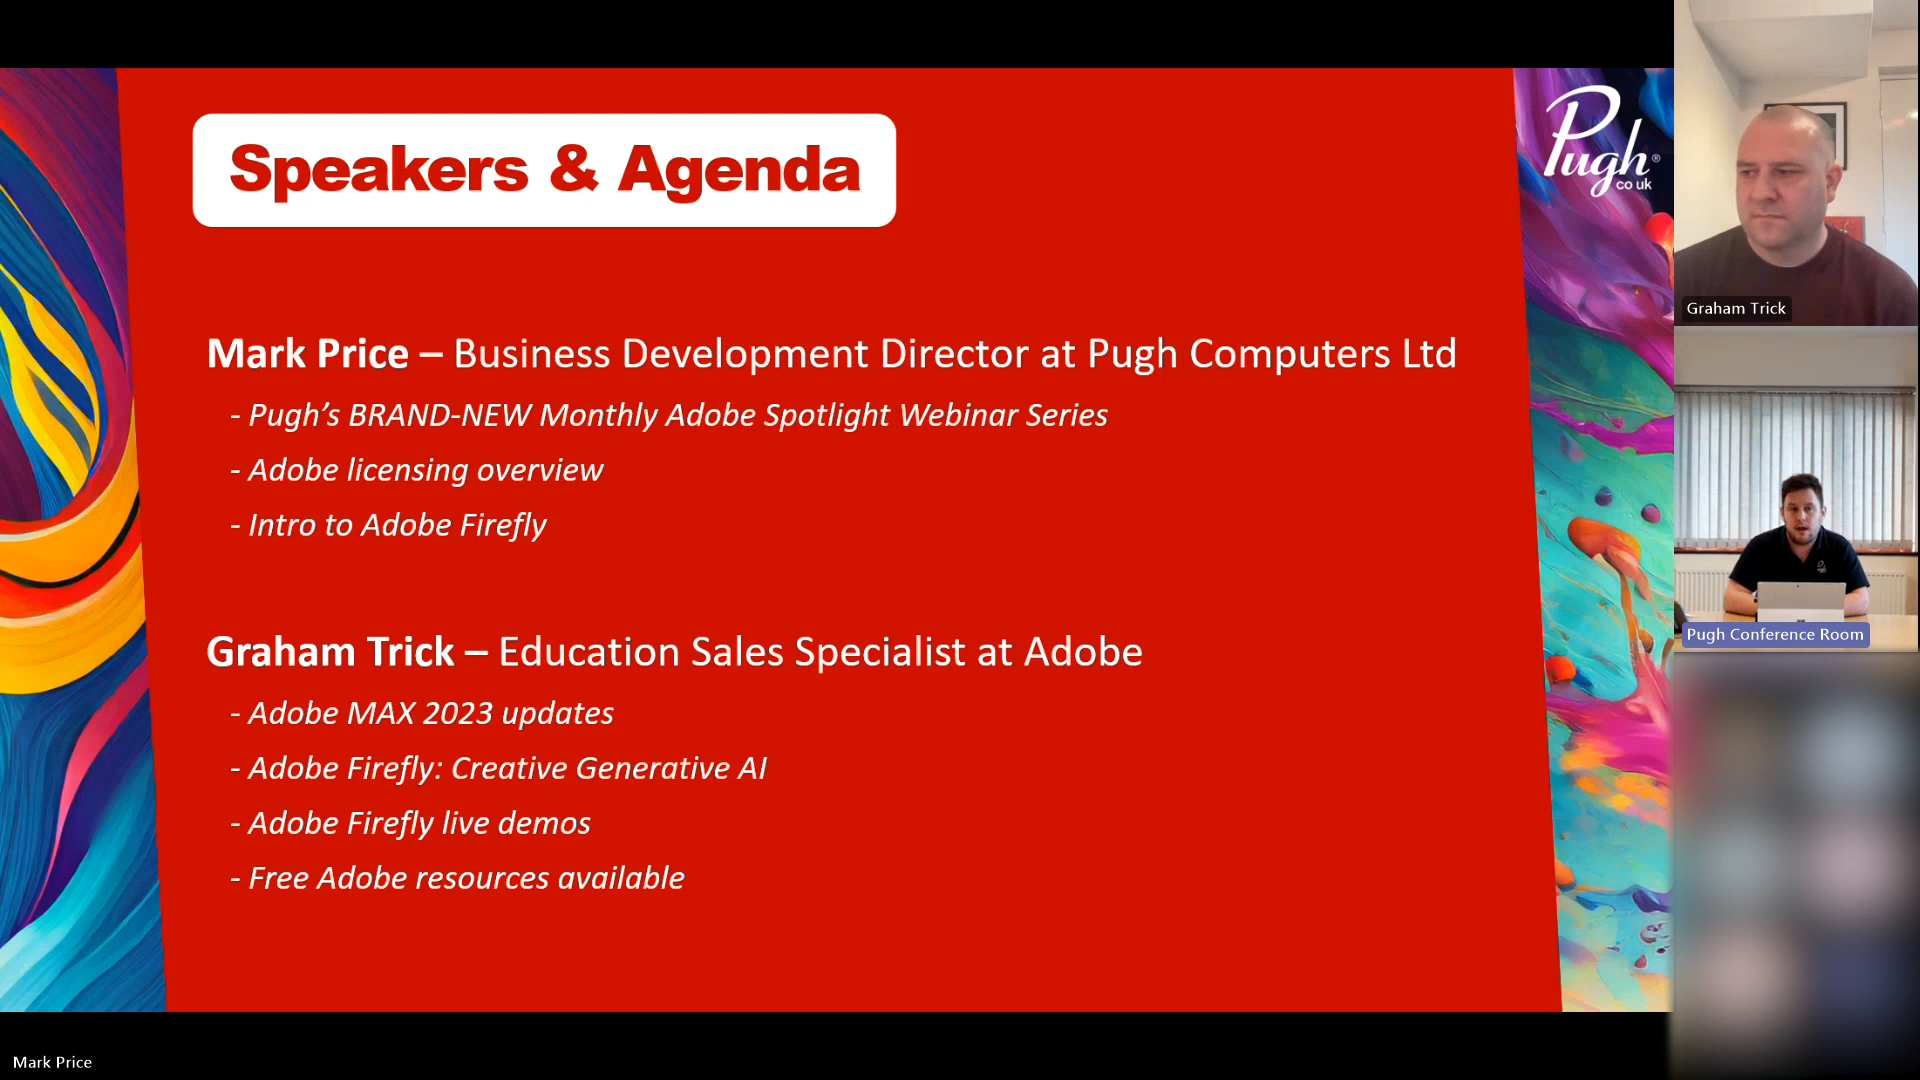 Speakers & Agenda
Pugh®
co uk
Mark Price – Business Development Director at Pugh Computers Ltd
- Pugh’s BRAND-NEW Monthly Adobe Spotlight Webinar Series
- Adobe licensing overview
- Intro to Adobe Firefly
Graham Trick – Education Sales Specialist at Adobe
- Adobe MAX 2023 updates
- Adobe Firefly: Creative Generative AI
- Adobe Firefly live demos
- Free Adobe resources available
Graham Trick
Pugh Conference Room
Mark Price